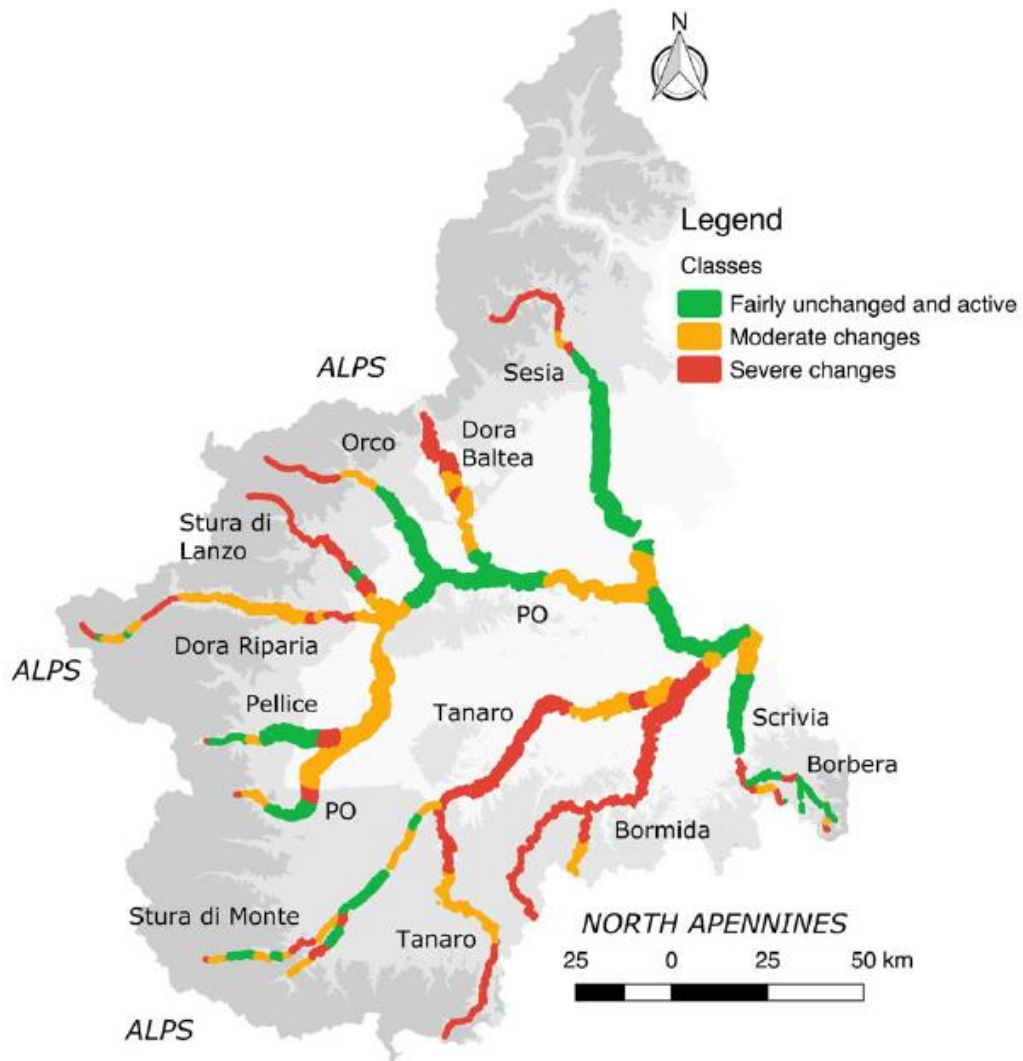 N
Legend
Classes
Fairly unchanged and active
Moderate changes
Severe changes
ALPS
Sesia
Orco
Dora
Baltea
Stura di
Lanzo
PO
Dora Riparia
ALPS
Pellice
Tanaro
Scrivia
Borbera
PO
Bormida
Stura di Monte
Tanaro
NORTH APENNINES
25 0 25 50 km
ALPS